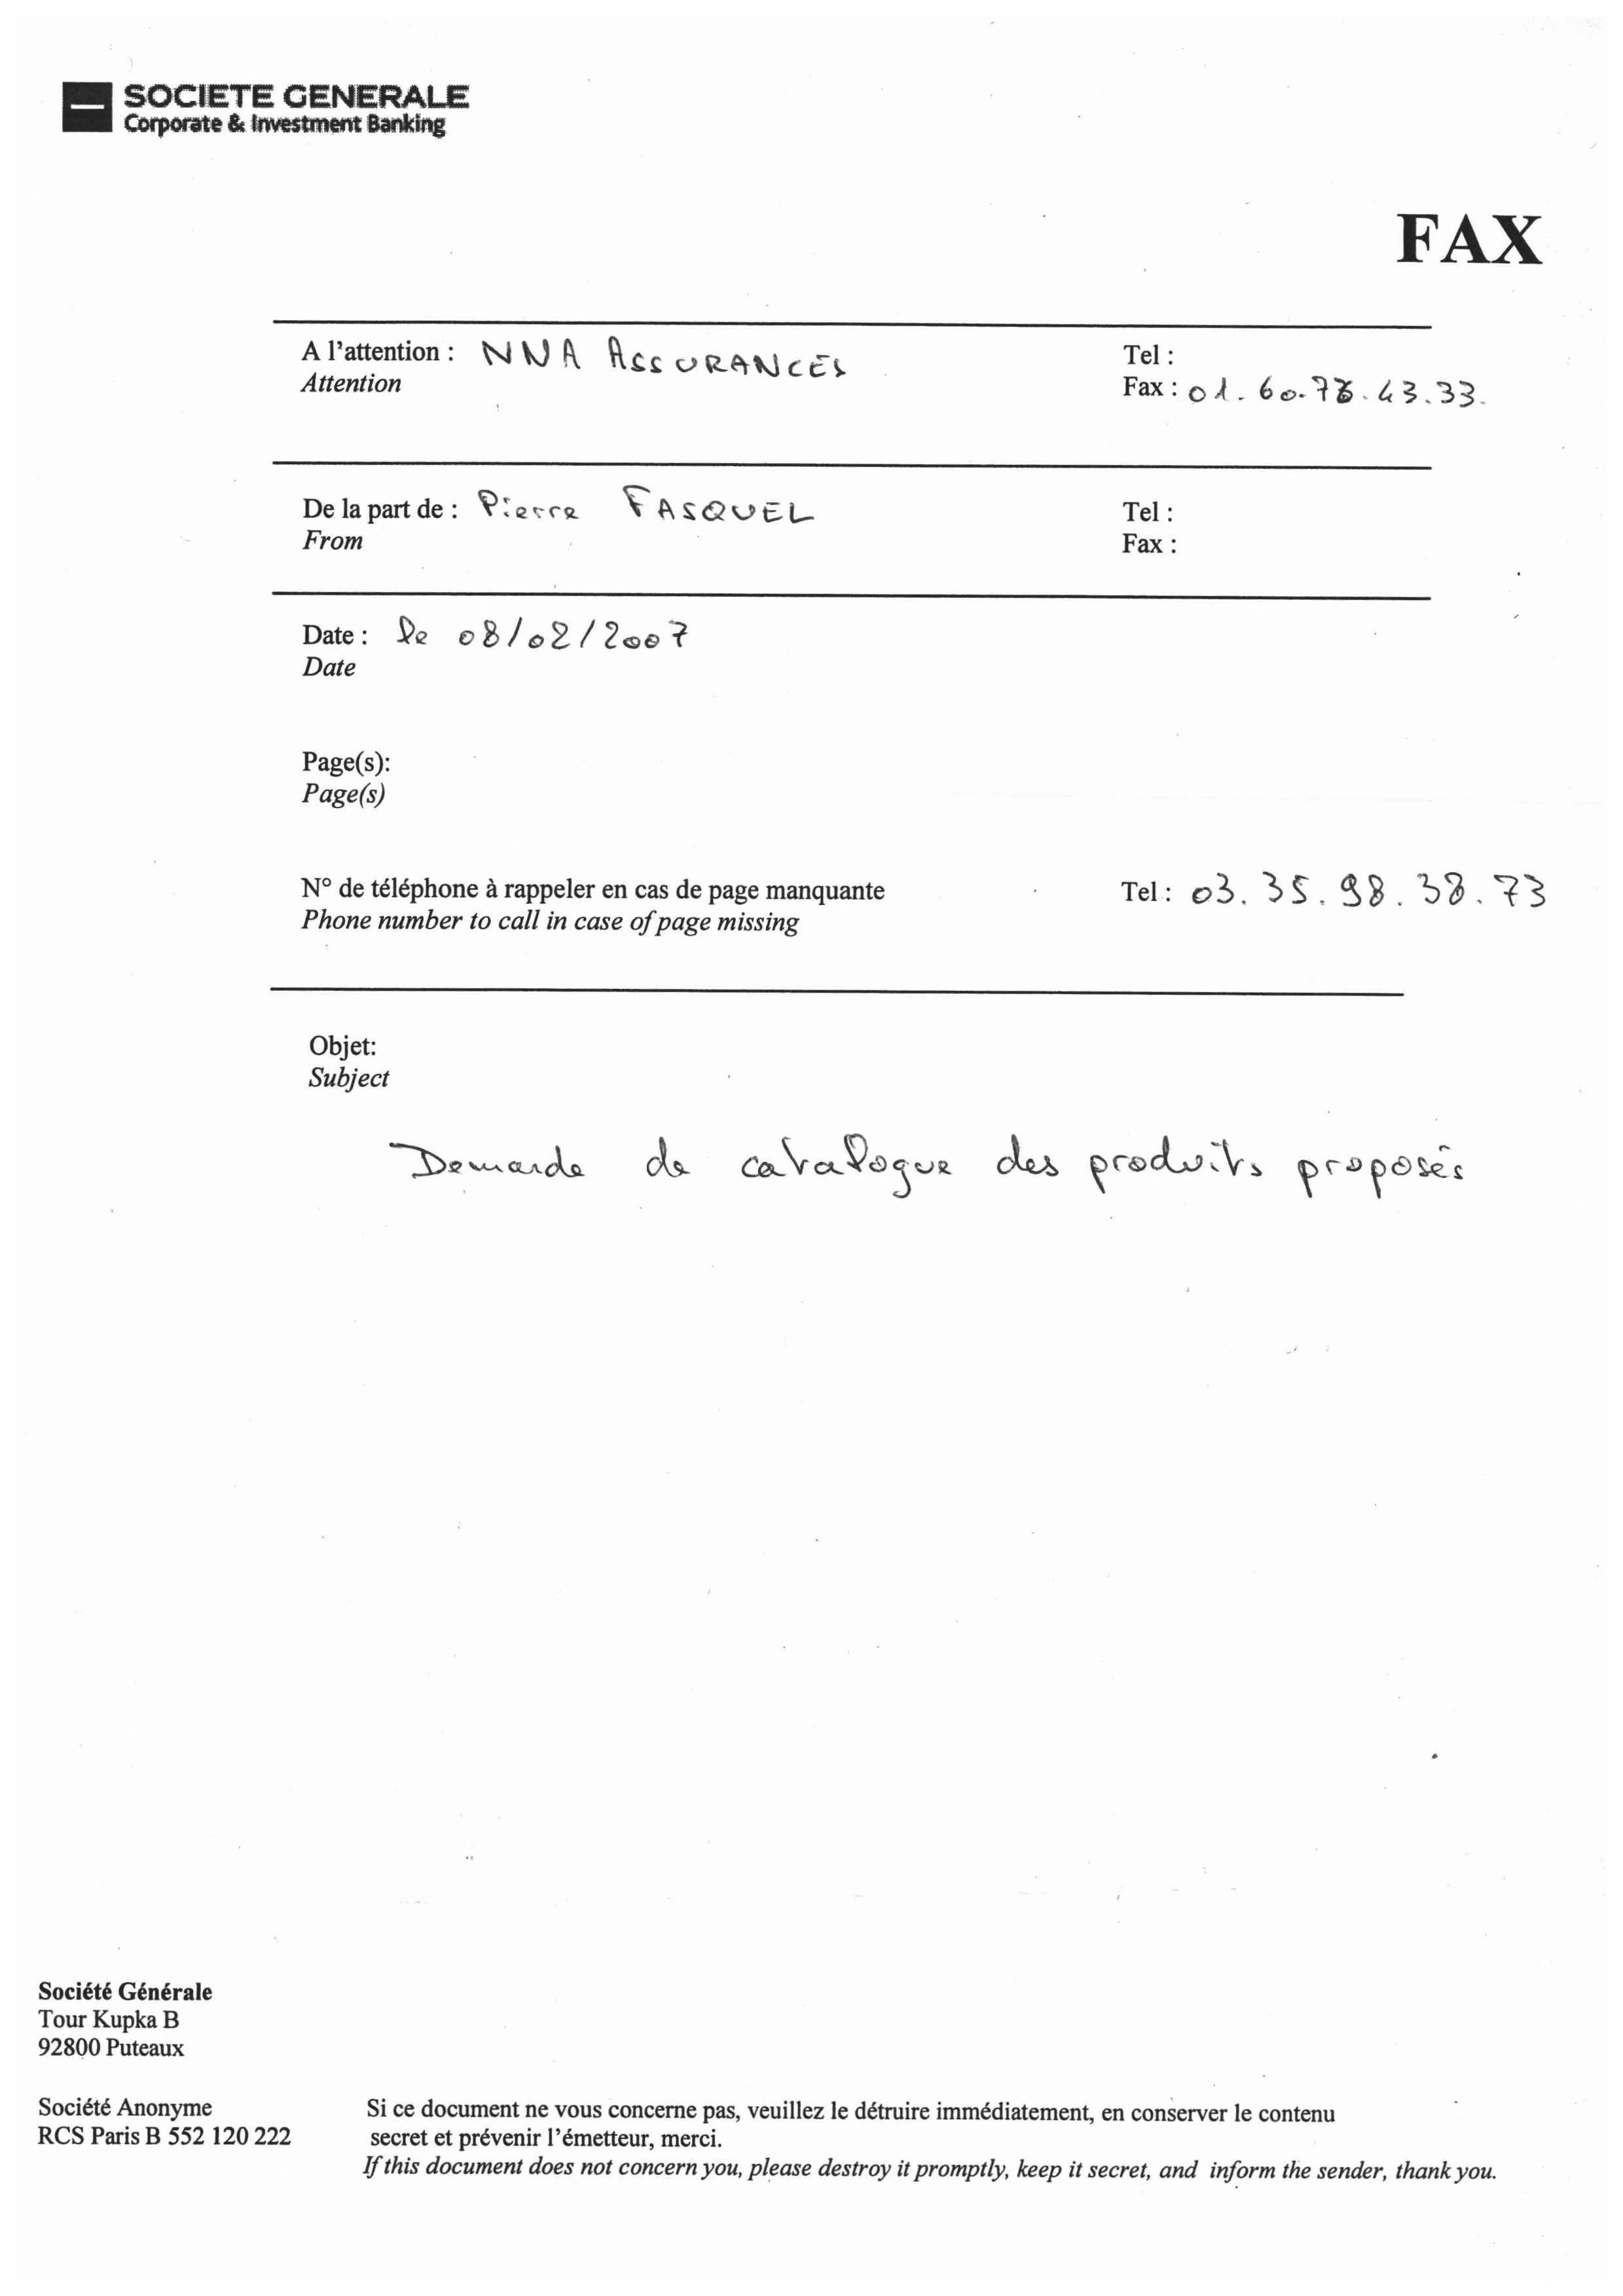 SOCIETE GENERALE
Corporate & Investment Banking
FAX
A l'attention : NNA ASSURANCES
Attention
Tel :
Fax : 01.60.78.43.33.
De la part de : Pierre FASQUEL
From
Tel :
Fax :
Date : le 08/02/2007
Date
Page(s):
Page(s)
N° de téléphone à rappeler en cas de page manquante
Phone number to call in case of page missing
Tel : 03.35.98.38.73
Objet:
Subject
Demande de catalogue des produits proposés
Société Générale
Tour Kupka B
92800 Puteaux
Société Anonyme
RCS Paris B 552 120 222
Si ce document ne vous concerne pas, veuillez le détruire immédiatement, en conserver le contenu
secret et prévenir l'émetteur, merci.
If this document does not concern you, please destroy it promptly, keep it secret, and inform the sender, thank you.